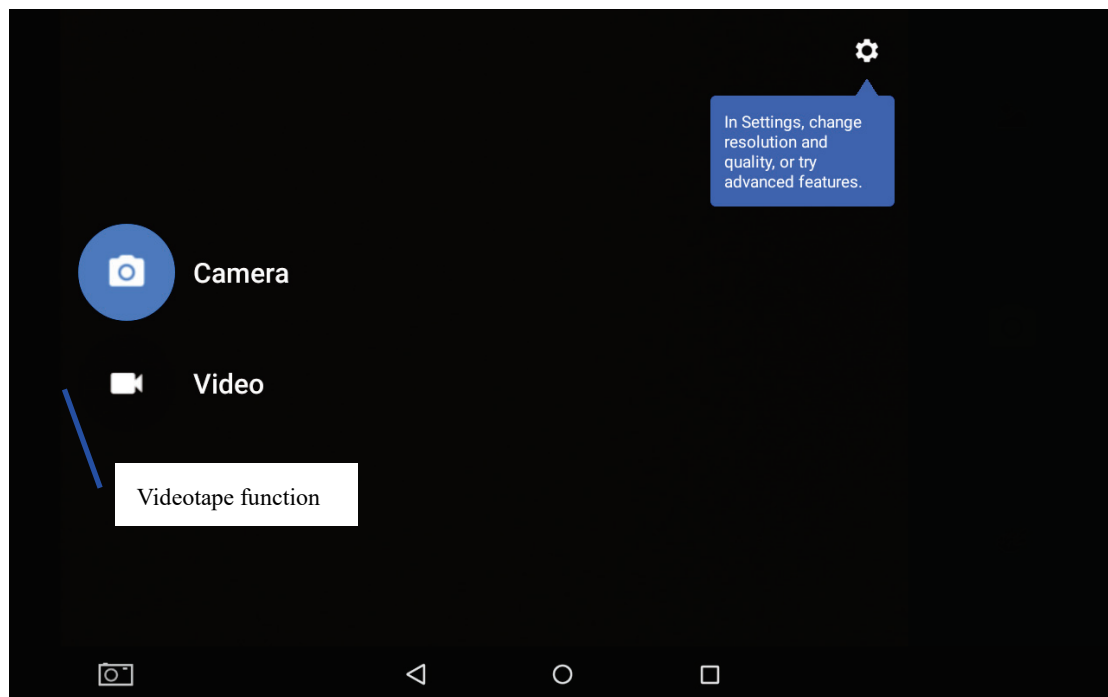 In Settings, change
resolution and
quality, or try
advanced features.
Camera
Video
Videotape function